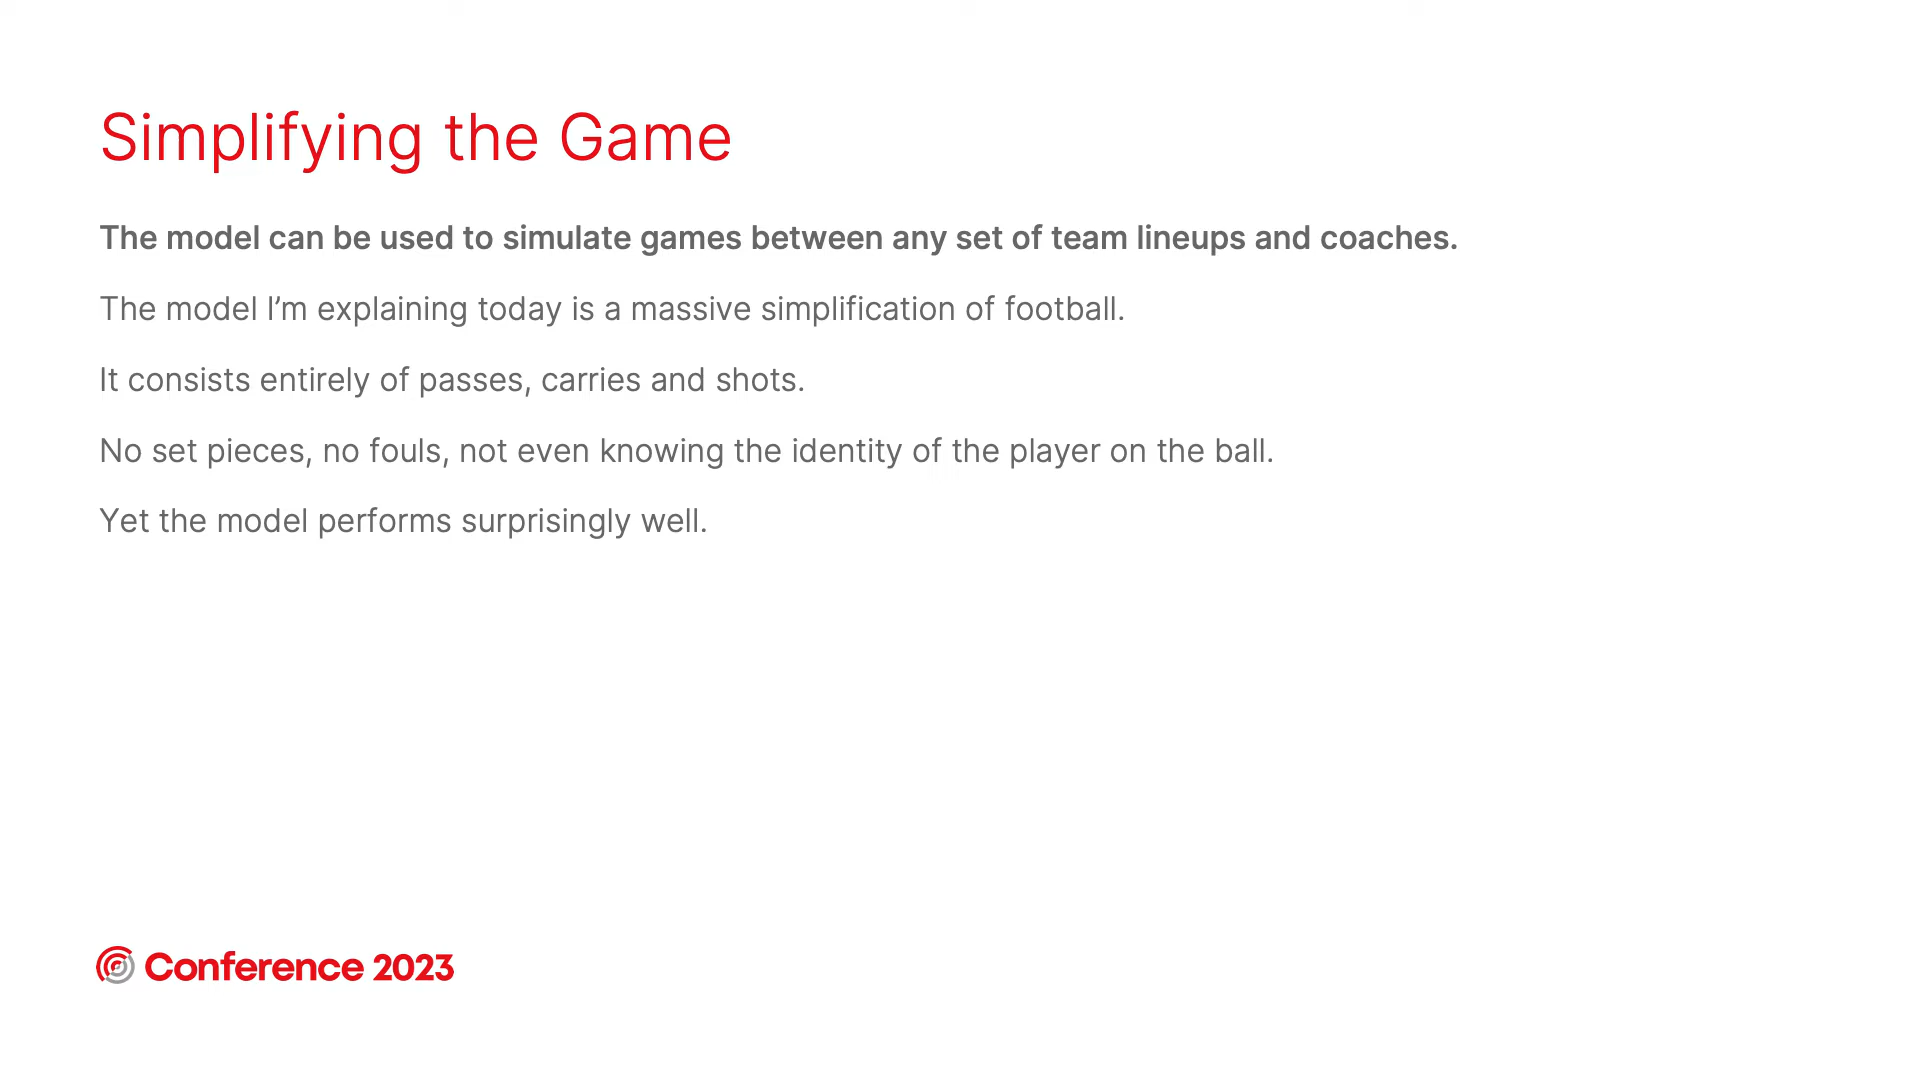 Simplifying the Game
The model can be used to simulate games between any set of team lineups and coaches.
The model I’m explaining today is a massive simplification of football.
It consists entirely of passes, carries and shots.
No set pieces, no fouls, not even knowing the identity of the player on the ball.
Yet the model performs surprisingly well.
Conference 2023